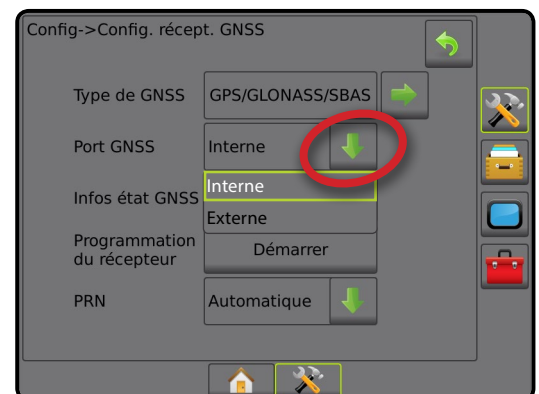 Config->Config. récept. GNSS
Type de GNSS GPS/GLONASS/SBAS
Port GNSS Interne
Interne
Infos état GNSS
Externe
Programmation
du récepteur Démarrer
PRN Automatique